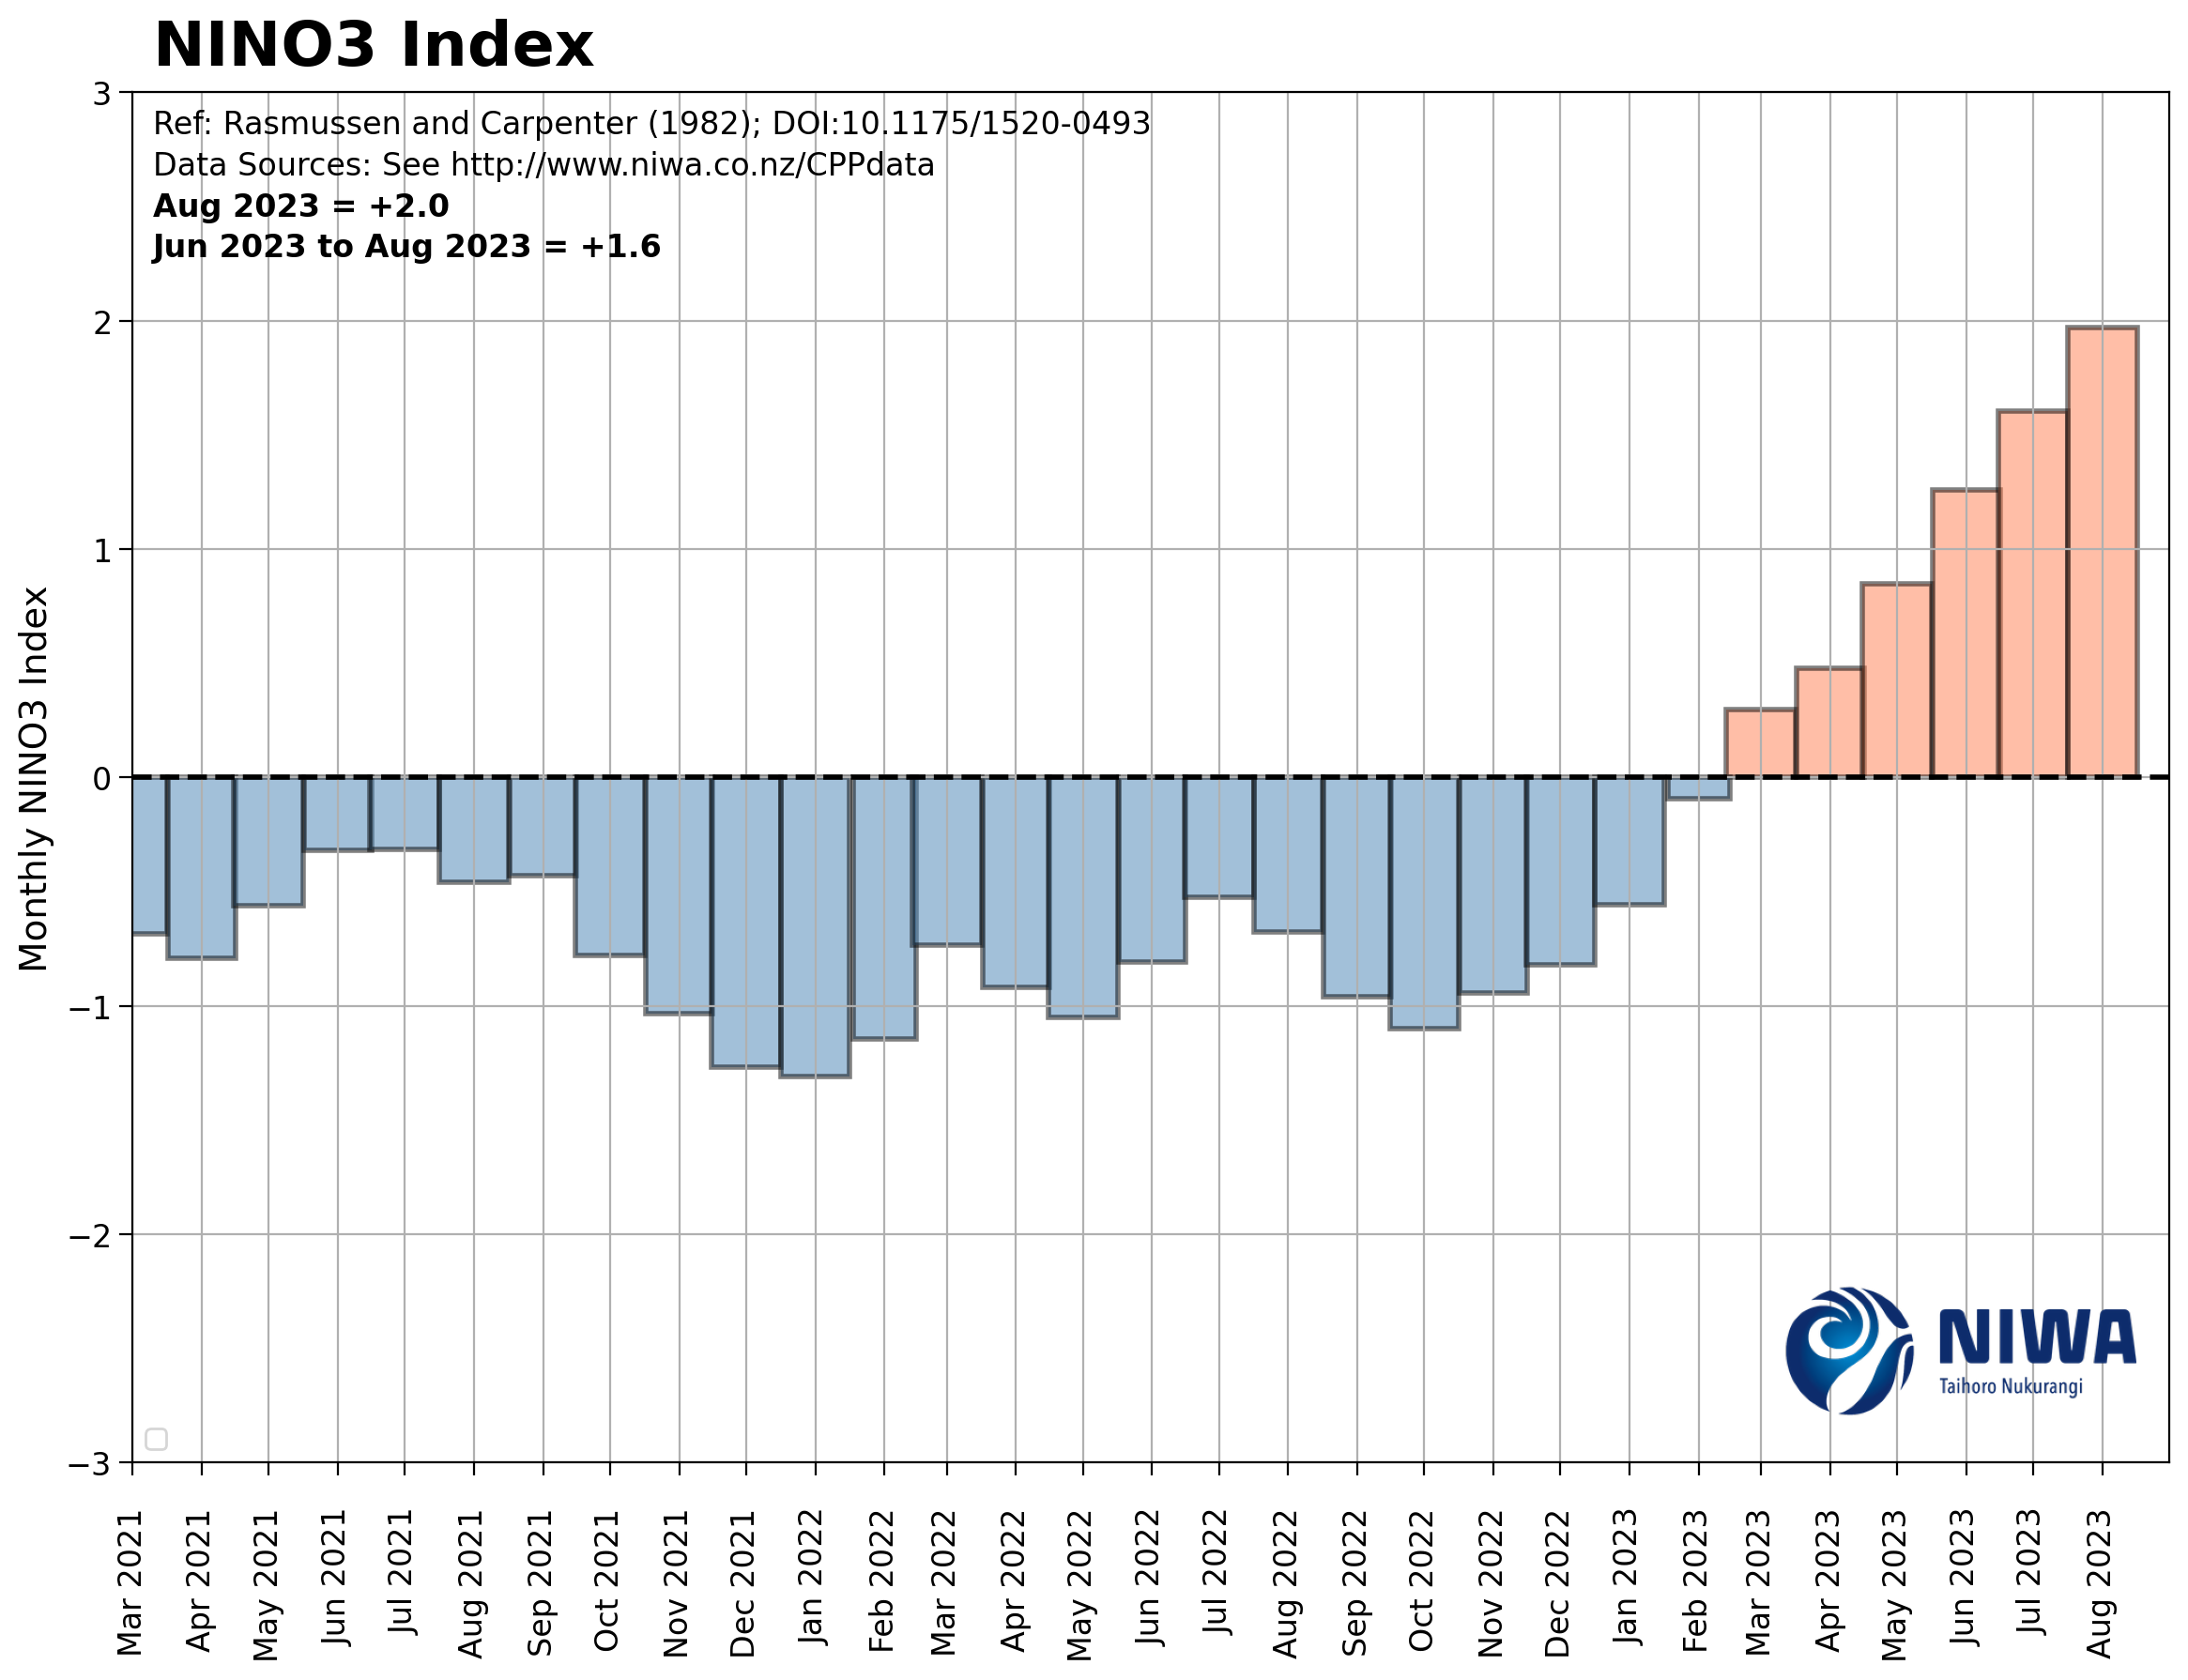 NINO3 Index
Ref: Rasmussen and Carpenter (1982); DOI:10.1175/1520-0493
Data Sources: See http://www.niwa.co.nz/CPPdata
Aug 2023 = +2.0
Jun 2023 to Aug 2023 = +1.6
Monthly NINO3 Index
3
2
1
0
−1
−2
−3
NIWA
Taihoro Nukurangi
Mar 2021
Apr 2021
May 2021
Jun 2021
Jul 2021
Aug 2021
Sep 2021
Oct 2021
Nov 2021
Dec 2021
Jan 2022
Feb 2022
Mar 2022
Apr 2022
May 2022
Jun 2022
Jul 2022
Aug 2022
Sep 2022
Oct 2022
Nov 2022
Dec 2022
Jan 2023
Feb 2023
Mar 2023
Apr 2023
May 2023
Jun 2023
Jul 2023
Aug 2023